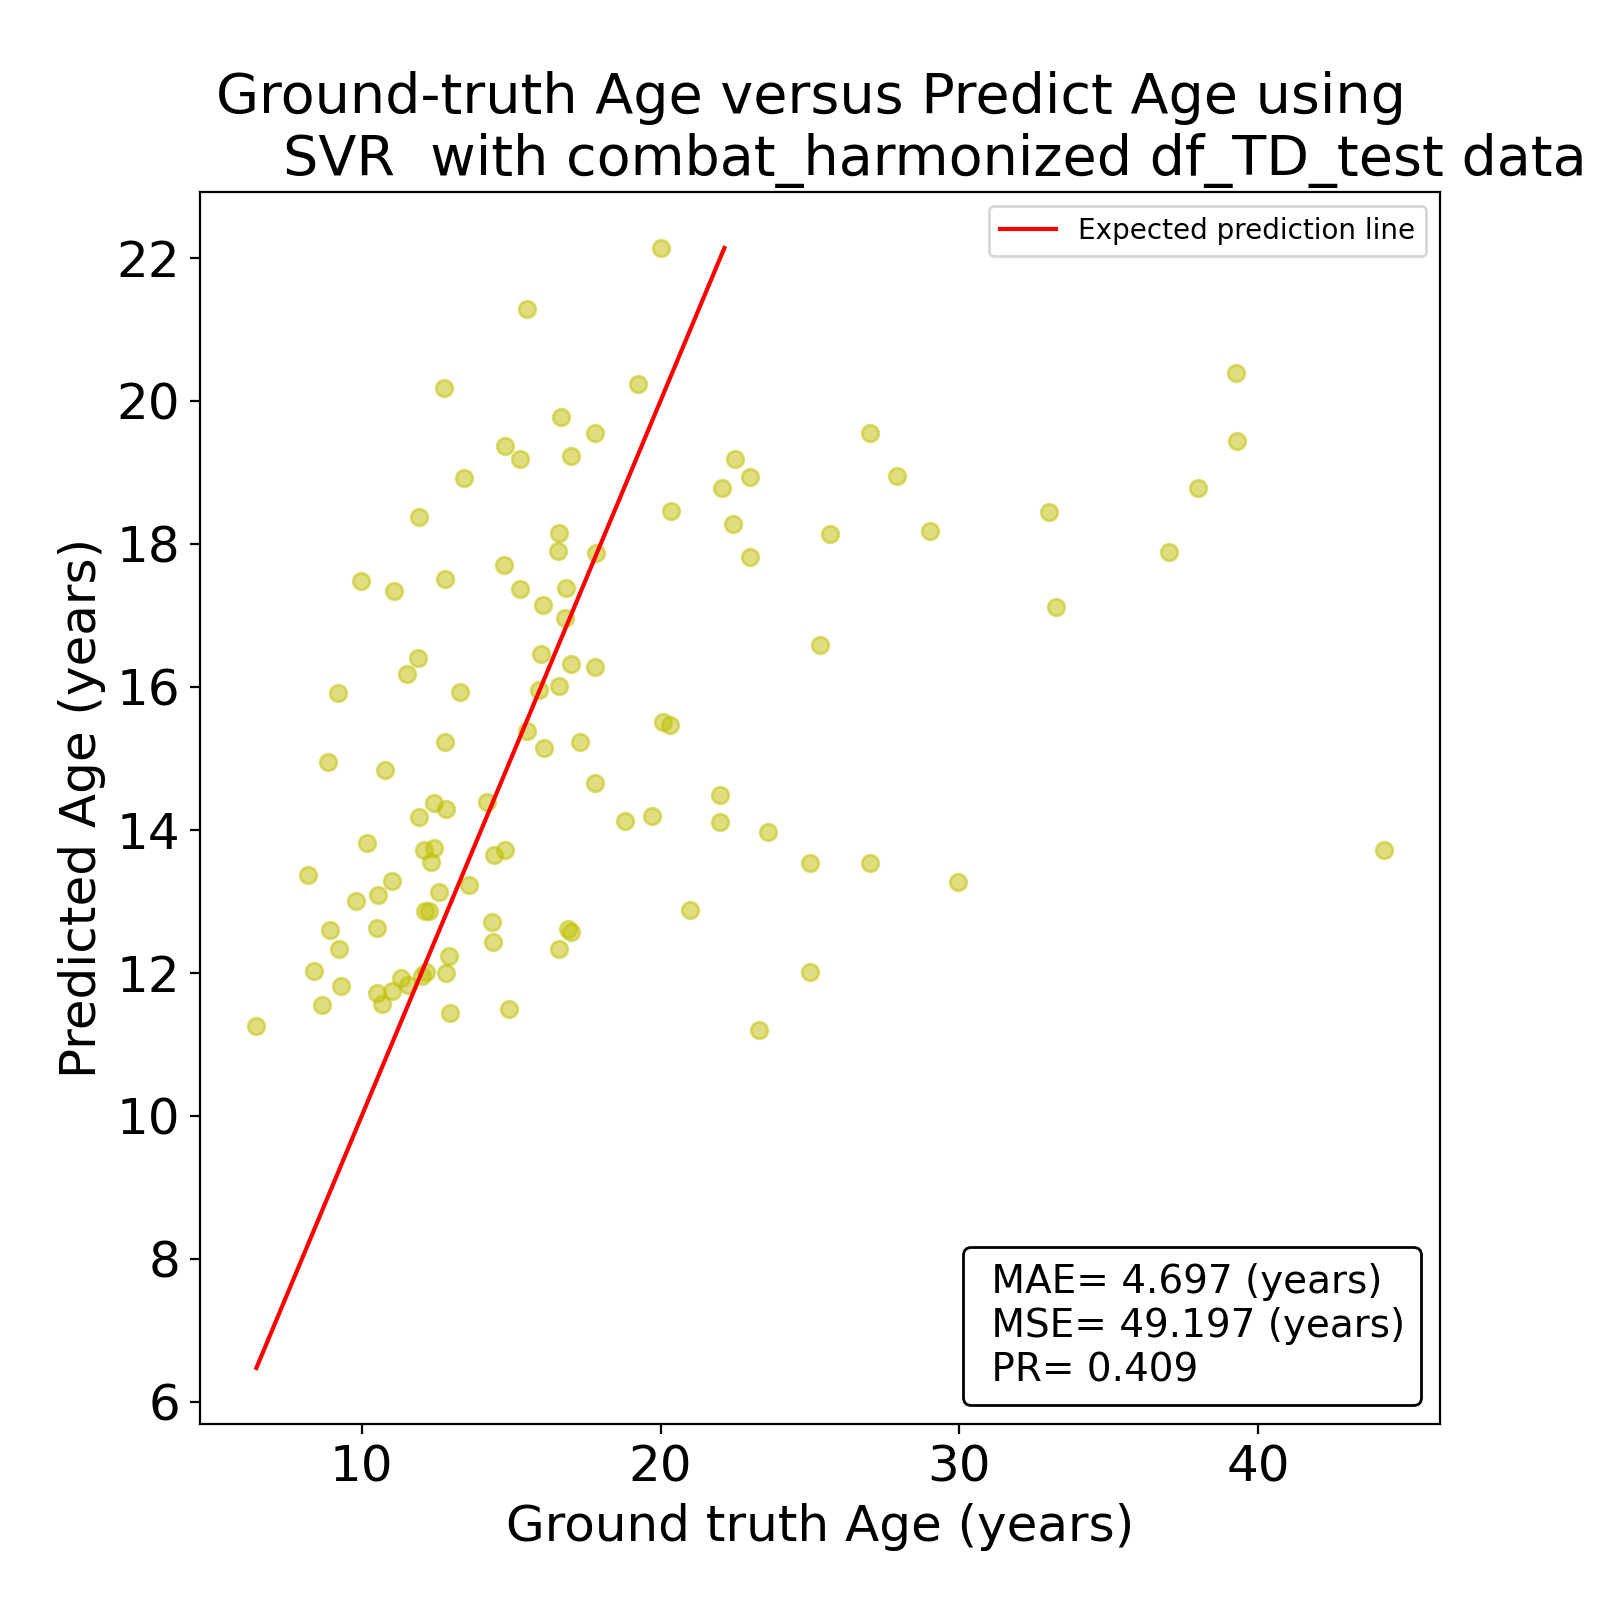 Ground-truth Age versus Predict Age using
SVR  with combat_harmonized df_TD_test data
Expected prediction line
22
20
18
16
14
12
10
8
6
Predicted Age (years)
MAE= 4.697 (years)
MSE= 49.197 (years)
PR= 0.409
10 20 30 40
Ground truth Age (years)